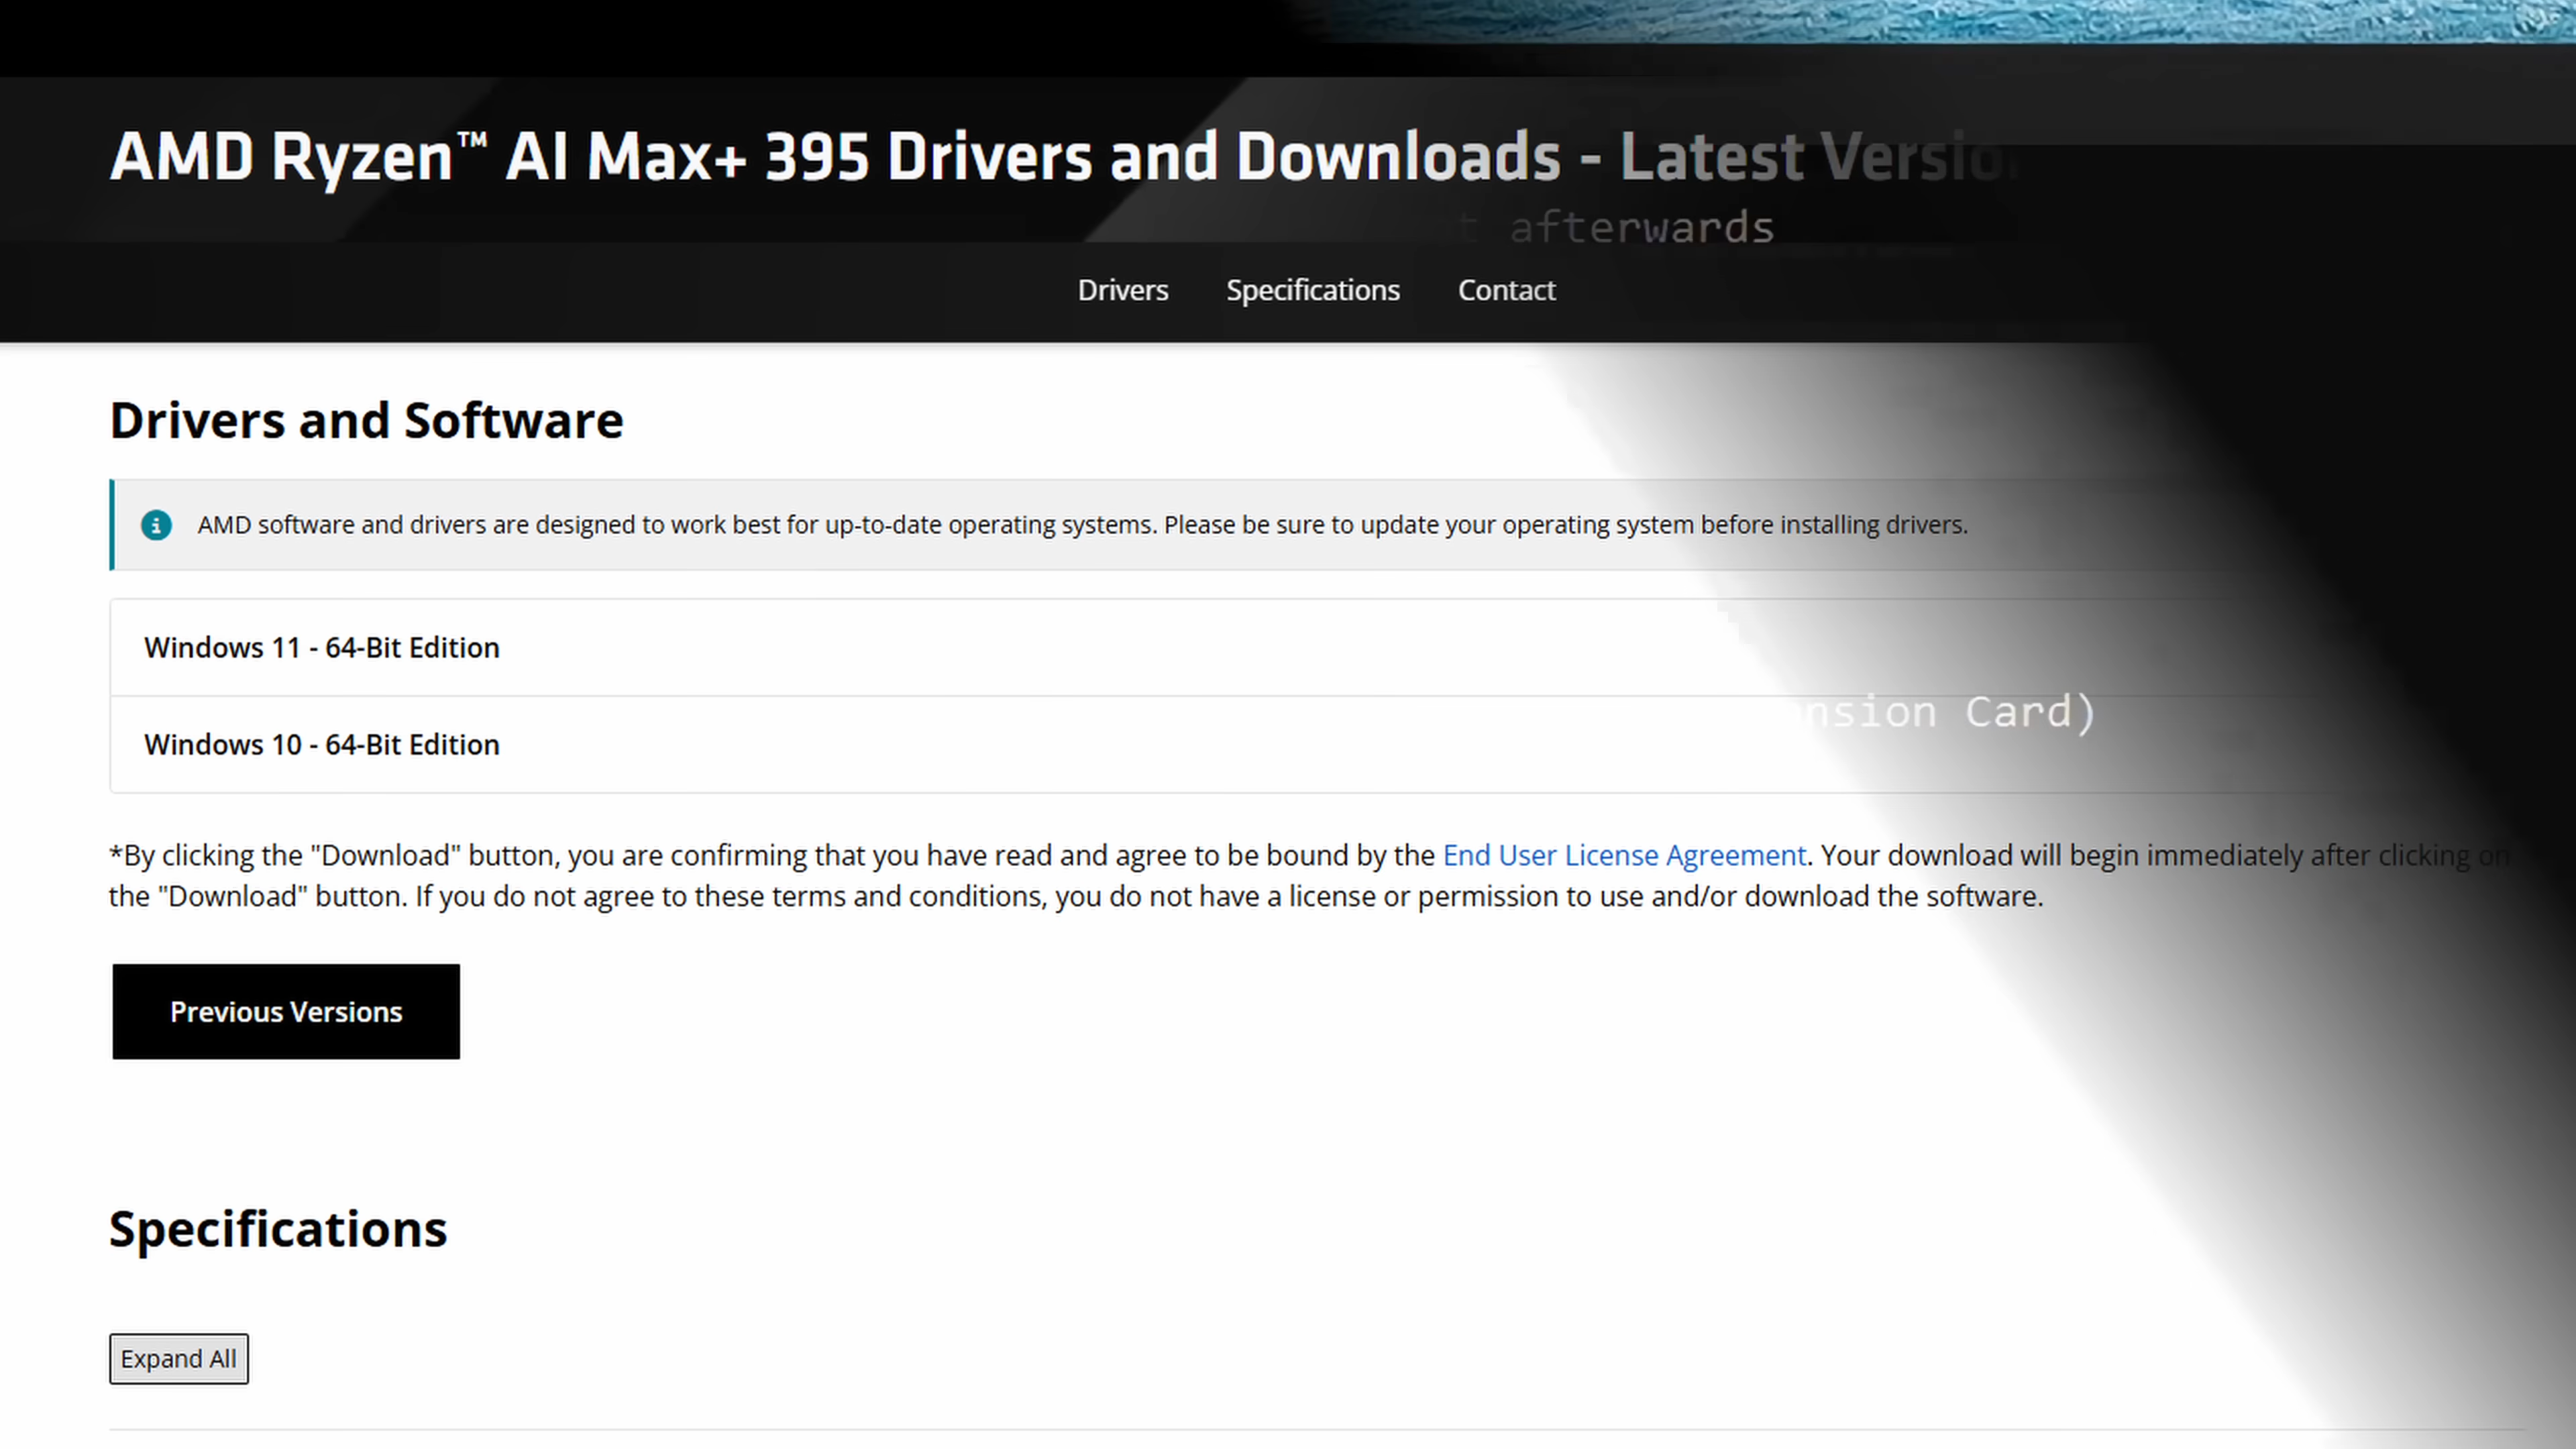 AMD Ryzen™ AI Max+ 395 Drivers and Downloads - Latest
afterwards
Drivers Specifications Contact
Drivers and Software
AMD software and drivers are designed to work best for up-to-date operating systems. Please be sure to update your operating system before installing drivers.
Windows 11 - 64-Bit Edition
Card)
Windows 10 - 64-Bit Edition
*By clicking the "Download" button, you are confirming that you have read and agree to be bound by the End User License Agreement. Your download will begin immediately after clicking on
the "Download" button. If you do not agree to these terms and conditions, you do not have a license or permission to use and/or download the software.
Previous Versions
Specifications
Expand All